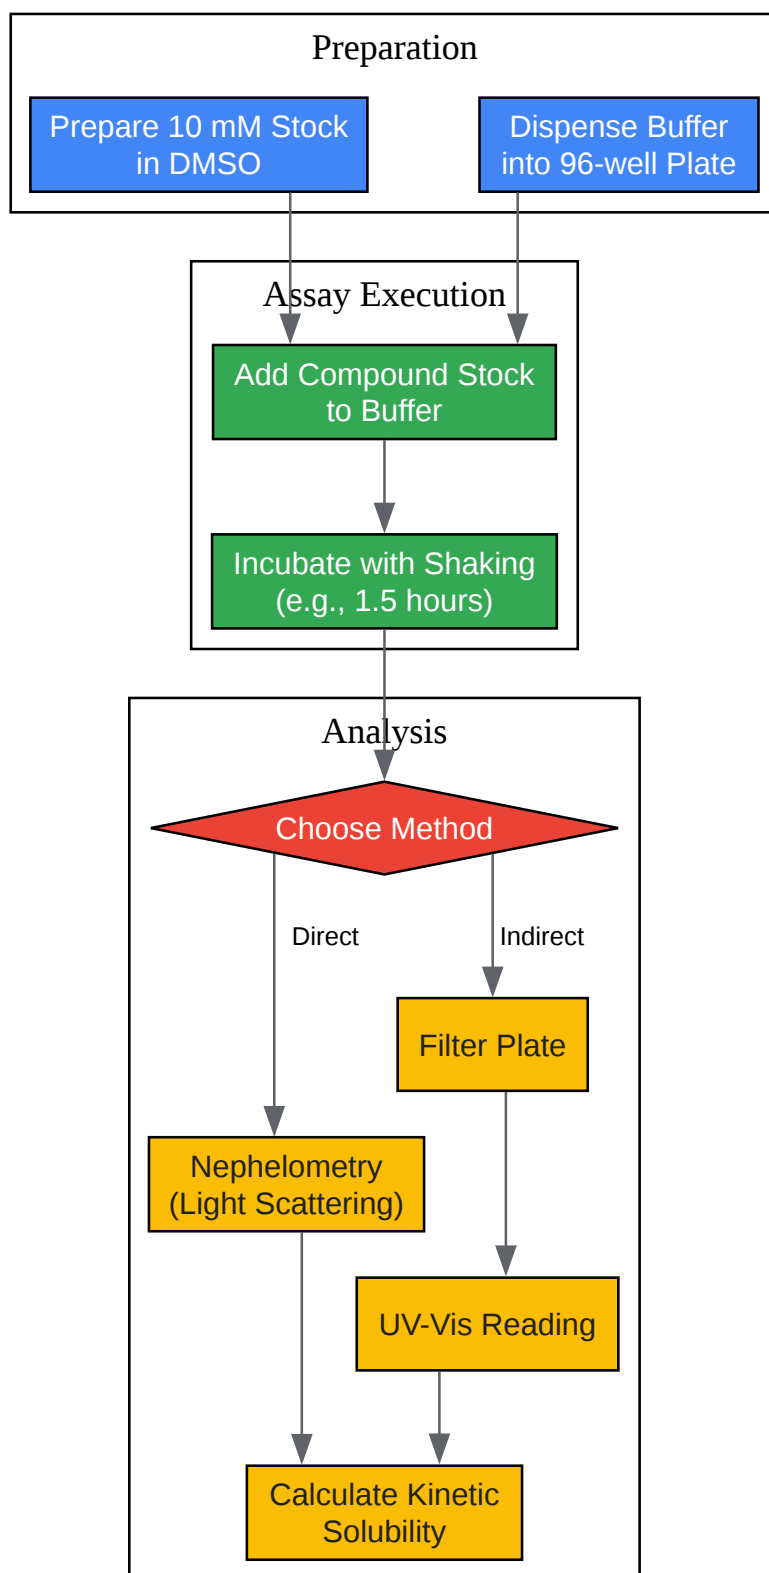 Preparation
Prepare 10 mM Stock
in DMSO
Dispense Buffer
into 96-well Plate
Assay Execution
Add Compound Stock
to Buffer
Incubate with Shaking
(e.g., 1.5 hours)
Analysis
Choose Method
Direct
Indirect
Filter Plate
Nephelometry
(Light Scattering)
UV-Vis Reading
Calculate Kinetic
Solubility